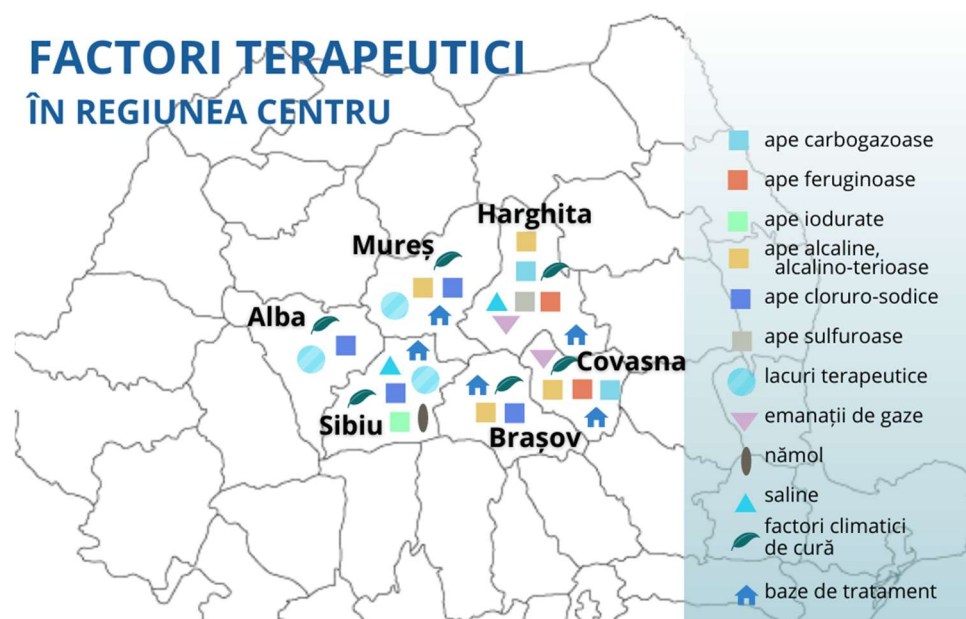 FACTORI TERAPEUTICI
ÎN REGIUNEA CENTRU
Harghita
Mureș
Alba
Covasna
Sibiu
Brașov
ape carbogazoase
ape feruginoase
ape iodurate
ape alcaline,
alcalino-terioase
ape cloruro-sodice
ape sulfuroase
lacuri terapeutice
emanații de gaze
nămol
saline
factori climatici
de cură
baze de tratament